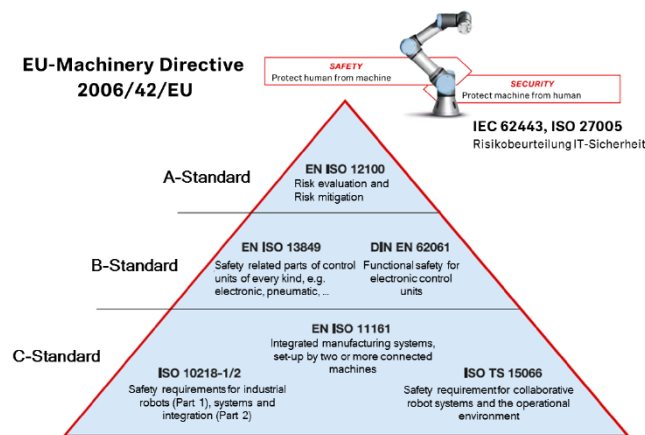 EU-Machinery Directive
2006/42/EU
SAFETY
Protect human from machine
SECURITY
Protect machine from human
IEC 62443, ISO 27005
Risikobeurteilung IT-Sicherheit
A-Standard
EN ISO 12100
Risk evaluation and
Risk mitigation
B-Standard
EN ISO 13849
Safety related parts of control
units of every kind, e.g.
electronic, pneumatic, ...
DIN EN 62061
Functional safety for
electronic control
units
C-Standard
EN ISO 11161
Integrated manufacturing systems,
set-up by two or more connected
machines
ISO 10218-1/2
Safety requirements for industrial
robots (Part 1), systems and
integration (Part 2)
ISO TS 15066
Safety requirement for collaborative
robot systems and the operational
environment